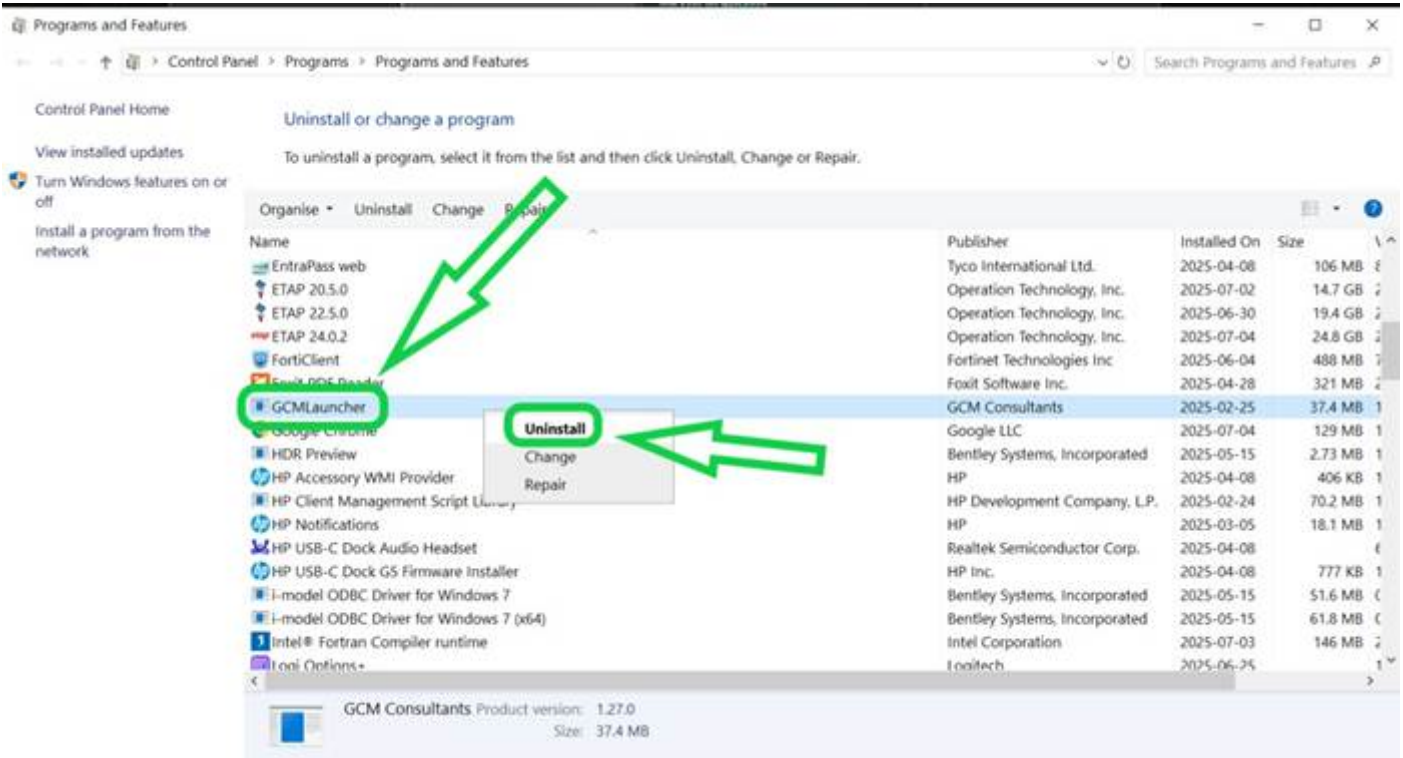 Programs and Features
Control Panel > Programs > Programs and Features
Search Programs and Features
Control Panel Home
View installed updates
Turn Windows features on or
off
Install a program from the
network
Uninstall or change a program
To uninstall a program, select it from the list and then click Uninstall, Change or Repair.
Organise Uninstall Change Repair
Name Publisher Installed On Size
EntraPass web Tyco International Ltd. 2025-04-08 106 MB
ETAP 20.5.0 Operation Technology, Inc. 2025-07-02 14.7 GB
ETAP 22.5.0 Operation Technology, Inc. 2025-06-30 19.4 GB
ETAP 24.0.2 Operation Technology, Inc. 2025-07-04 24.8 GB
FortiClient Fortinet Technologies Inc 2025-06-04 488 MB
Foxit PDF Reader Foxit Software Inc. 2025-04-28 321 MB
GCMLauncher GCM Consultants 2025-02-25 37.4 MB
Google Chrome Google LLC 2025-07-04 129 MB
HDR Preview Bentley Systems, Incorporated 2025-05-15 2.73 MB
HP Accessory WMI Provider HP 2025-04-08 406 KB
HP Client Management Script Library HP Development Company, L.P. 2025-02-24 70.2 MB
HP Notifications HP 2025-03-05 18.1 MB
HP USB-C Dock Audio Headset Realtek Semiconductor Corp. 2025-04-08
HP USB-C Dock G5 Firmware Installer HP Inc. 2025-04-08 777 KB
i-model ODBC Driver for Windows 7 Bentley Systems, Incorporated 2025-05-15 51.6 MB
i-model ODBC Driver for Windows 7 (x64) Bentley Systems, Incorporated 2025-05-15 61.8 MB
Intel® Fortran Compiler runtime Intel Corporation 2025-07-03 146 MB
Logi Options+ Logitech 2025-06-25
Uninstall
Change
Repair
GCM Consultants Product version: 1.27.0
Size: 37.4 MB